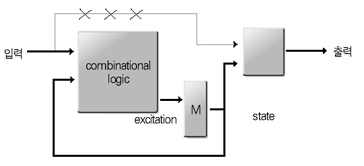 입력
combinational
logic
excitation
M
state
출력